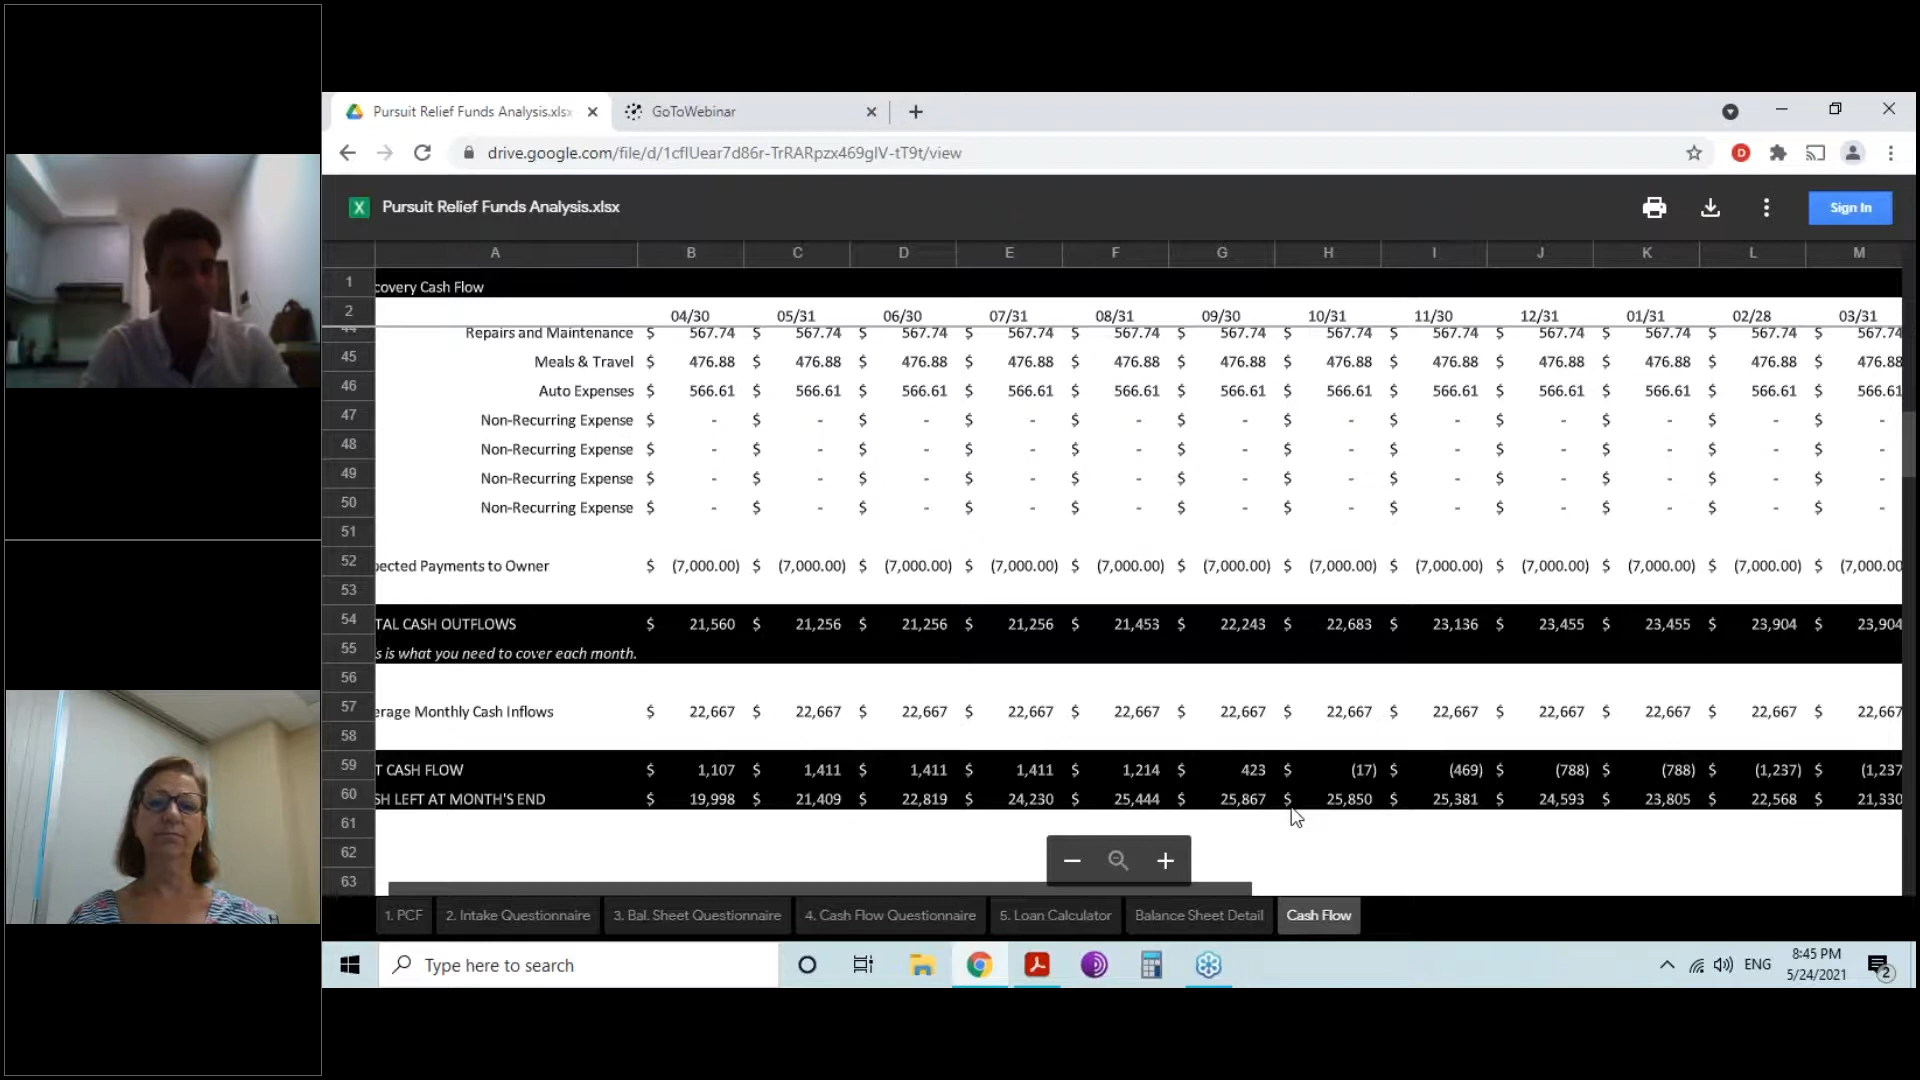 Pursuit Relief Funds Analysis.xlsx
GoToWebinar
drive.google.com/file/d/1cflUear7d86r-TrRARpzx469glV-tT9t/view
Pursuit Relief Funds Analysis.xlsx
Sign In
A B C D E F G H I J K L M
1 covery Cash Flow
2 04/30 05/31 06/30 07/31 08/31 09/30 10/31 11/30 12/31 01/31 02/28 03/31
44 Repairs and Maintenance $ 567.74 $ 567.74 $ 567.74 $ 567.74 $ 567.74 $ 567.74 $ 567.74 $ 567.74 $ 567.74 $ 567.74 $ 567.74 $ 567.74
45 Meals & Travel $ 476.88 $ 476.88 $ 476.88 $ 476.88 $ 476.88 $ 476.88 $ 476.88 $ 476.88 $ 476.88 $ 476.88 $ 476.88 $ 476.88
46 Auto Expenses $ 566.61 $ 566.61 $ 566.61 $ 566.61 $ 566.61 $ 566.61 $ 566.61 $ 566.61 $ 566.61 $ 566.61 $ 566.61 $ 566.61
47 Non-Recurring Expense $ - $ - $ - $ - $ - $ - $ - $ - $ - $ - $ - $ -
48 Non-Recurring Expense $ - $ - $ - $ - $ - $ - $ - $ - $ - $ - $ - $ -
49 Non-Recurring Expense $ - $ - $ - $ - $ - $ - $ - $ - $ - $ - $ - $ -
50 Non-Recurring Expense $ - $ - $ - $ - $ - $ - $ - $ - $ - $ - $ - $ -
51
52 pected Payments to Owner $ (7,000.00) $ (7,000.00) $ (7,000.00) $ (7,000.00) $ (7,000.00) $ (7,000.00) $ (7,000.00) $ (7,000.00) $ (7,000.00) $ (7,000.00) $ (7,000.00) $ (7,000.00
53
54 TAL CASH OUTFLOWS $ 21,560 $ 21,256 $ 21,256 $ 21,256 $ 21,453 $ 22,243 $ 22,683 $ 23,136 $ 23,455 $ 23,455 $ 23,904 $ 23,904
55 s is what you need to cover each month.
56
57 erage Monthly Cash Inflows $ 22,667 $ 22,667 $ 22,667 $ 22,667 $ 22,667 $ 22,667 $ 22,667 $ 22,667 $ 22,667 $ 22,667 $ 22,667 $ 22,667
58
59 T CASH FLOW $ 1,107 $ 1,411 $ 1,411 $ 1,411 $ 1,214 $ 423 $ (17) $ (469) $ (788) $ (788) $ (1,237) $ (1,237
60 SH LEFT AT MONTH'S END $ 19,998 $ 21,409 $ 22,819 $ 24,230 $ 25,444 $ 25,867 $ 25,850 $ 25,381 $ 24,593 $ 23,805 $ 22,568 $ 21,330
61
62
63
1. PCF 2. Intake Questionnaire 3. Bal. Sheet Questionnaire 4. Cash Flow Questionnaire 5. Loan Calculator Balance Sheet Detail Cash Flow
Type here to search
ENG
8:45 PM
5/24/2021
2